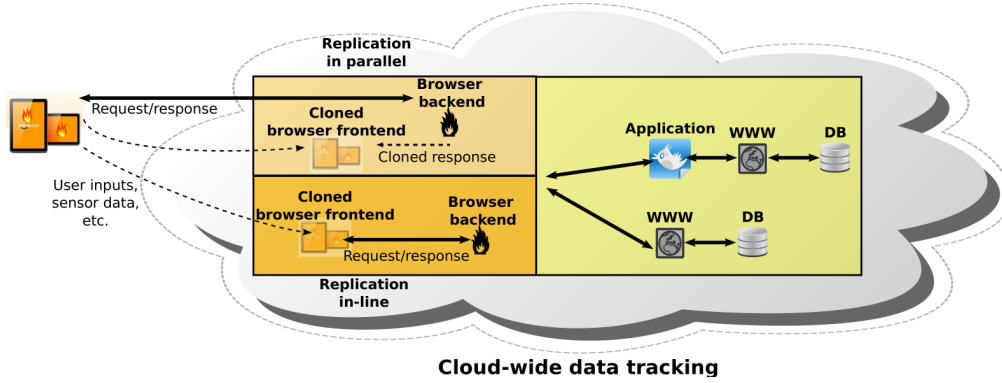 Replication
in parallel
Browser
backend
Request/response
Cloned
browser frontend
Cloned response
Application
WWW
DB
User inputs,
sensor data,
etc.
Cloned
browser frontend
Browser
backend
Request/response
WWW
DB
Replication
in-line
Cloud-wide data tracking